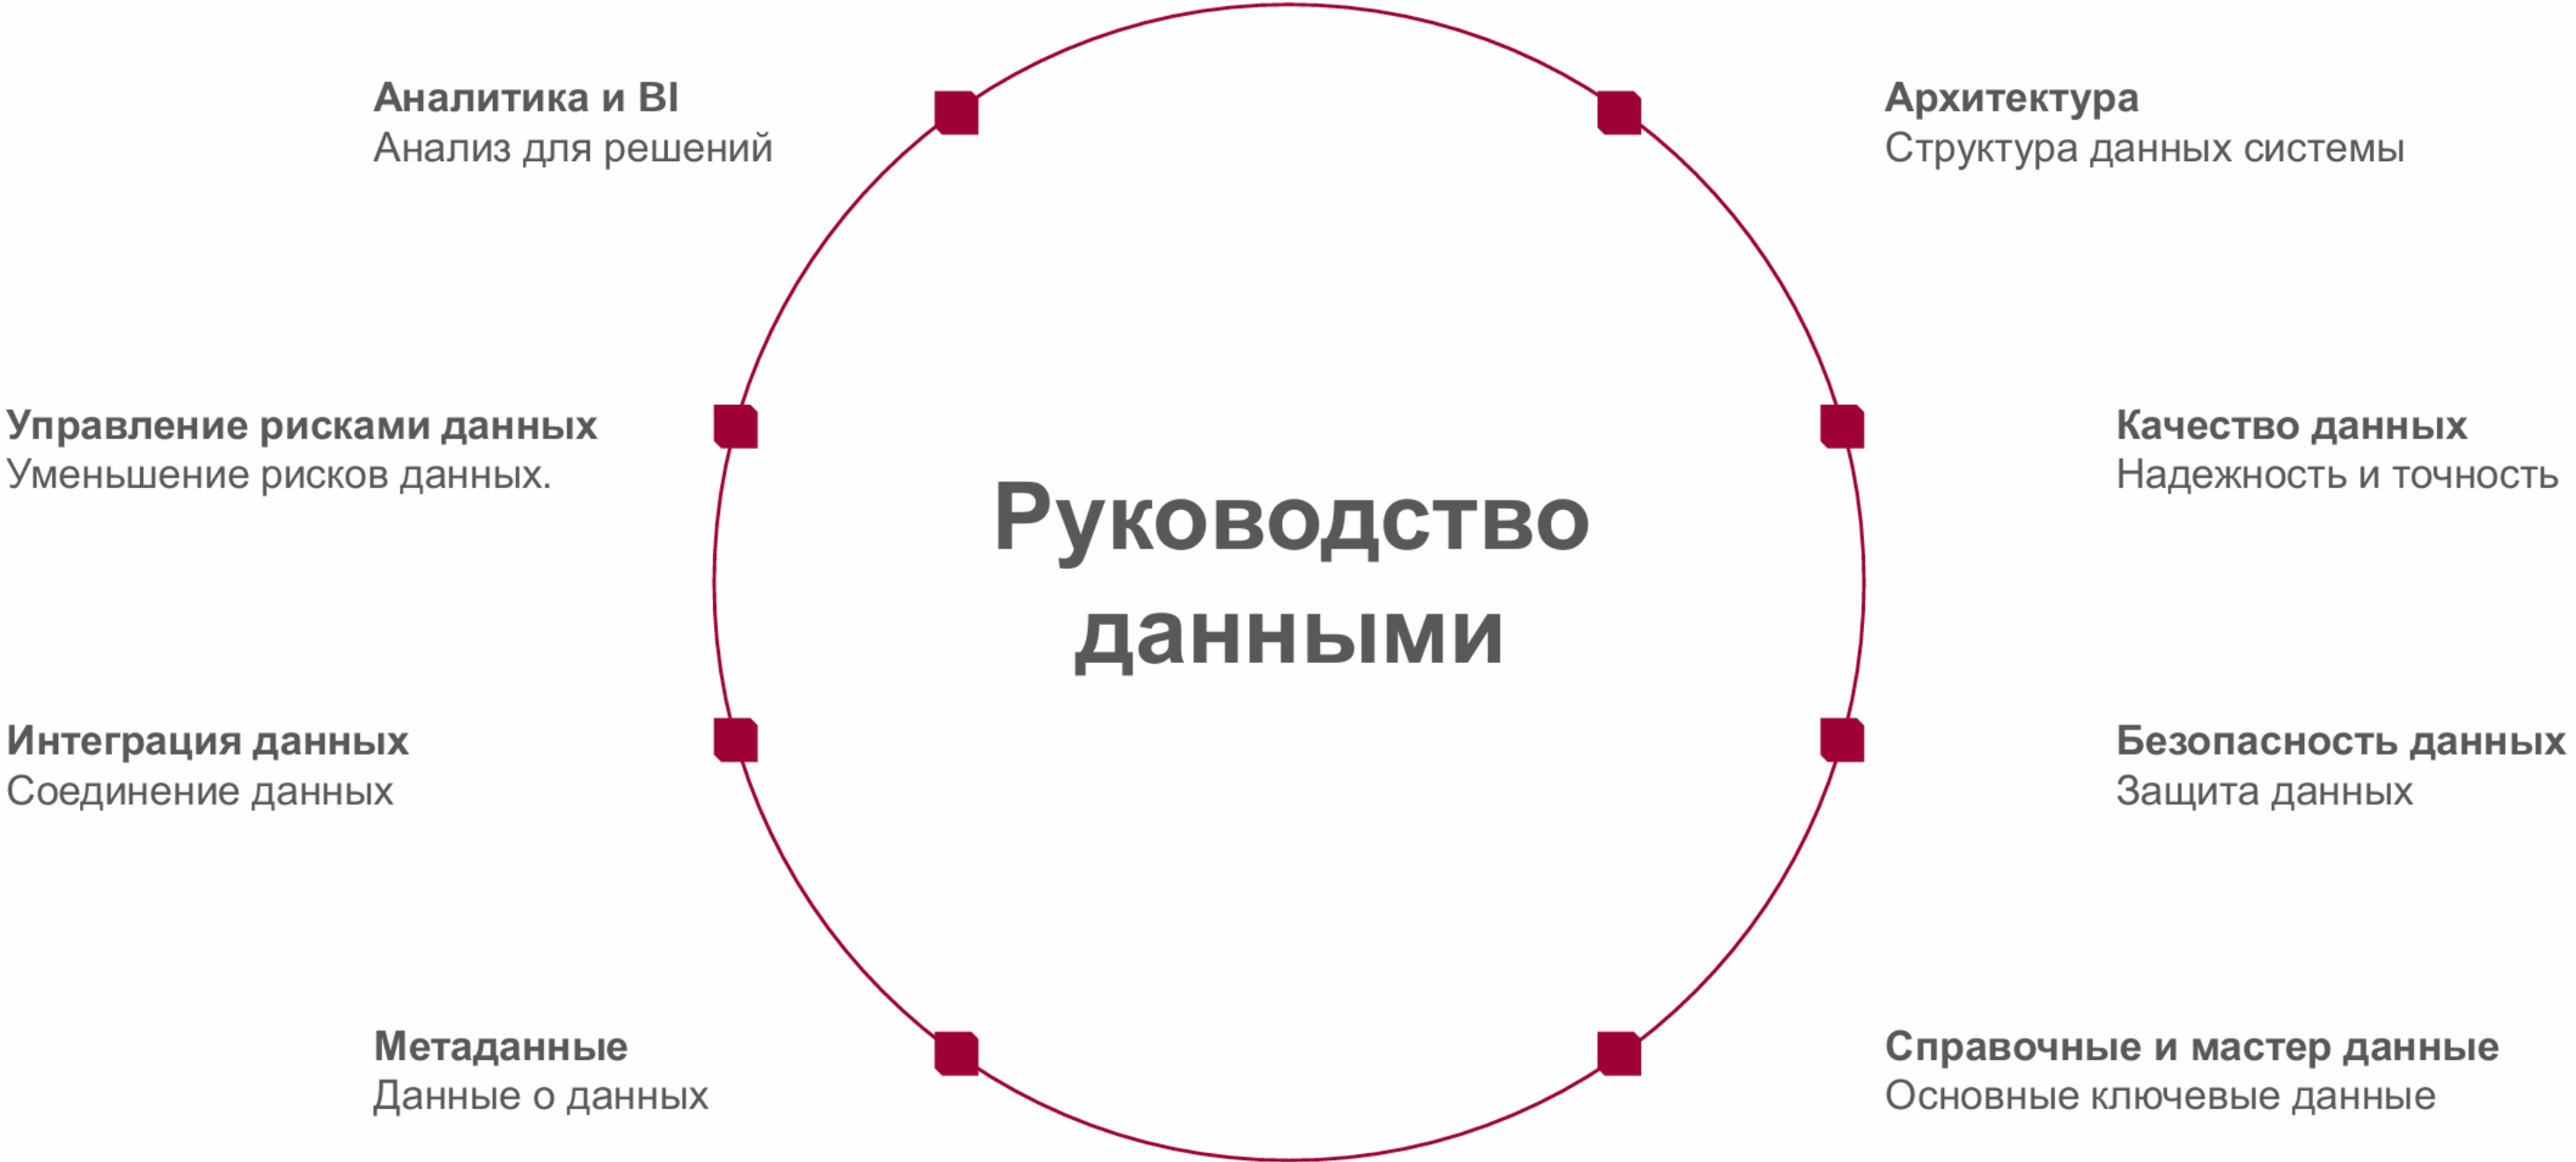 Аналитика и BI
Анализ для решений
Архитектура
Структура данных системы
Управление рисками данных
Уменьшение рисков данных.
Качество данных
Надежность и точность
Руководство
данными
Интеграция данных
Соединение данных
Безопасность данных
Защита данных
Метаданные
Данные о данных
Справочные и мастер данные
Основные ключевые данные